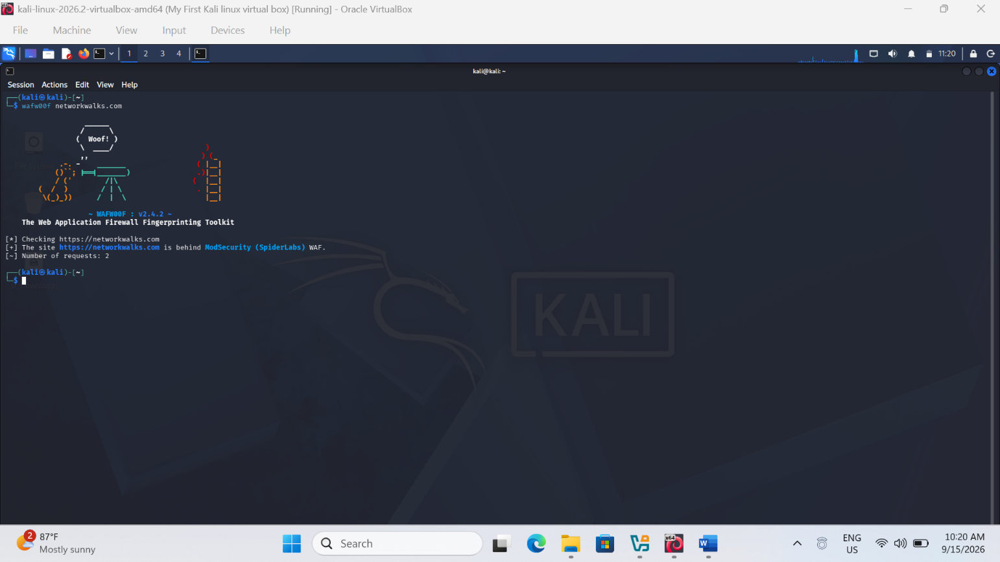 kali-linux-2026.2-virtualbox-amd64 (My First Kali linux virtual box) [Running] - Oracle VirtualBox
File Machine View Input Devices Help
1 2 3 4 11:20
kali@kali: ~
Session Actions Edit View Help
┌──(kali㉿kali)-[~]
└─$ wafw00f networkwalks.com
Woof!
~ WAFW00F : v2.4.2 ~
The Web Application Firewall Fingerprinting Toolkit
[*] Checking https://networkwalks.com
[+] The site https://networkwalks.com is behind ModSecurity (SpiderLabs) WAF.
[~] Number of requests: 2
┌──(kali㉿kali)-[~]
└─$
KALI
2
87°F
Mostly sunny
Search
x64
ENG
US
10:20 AM
9/15/2026